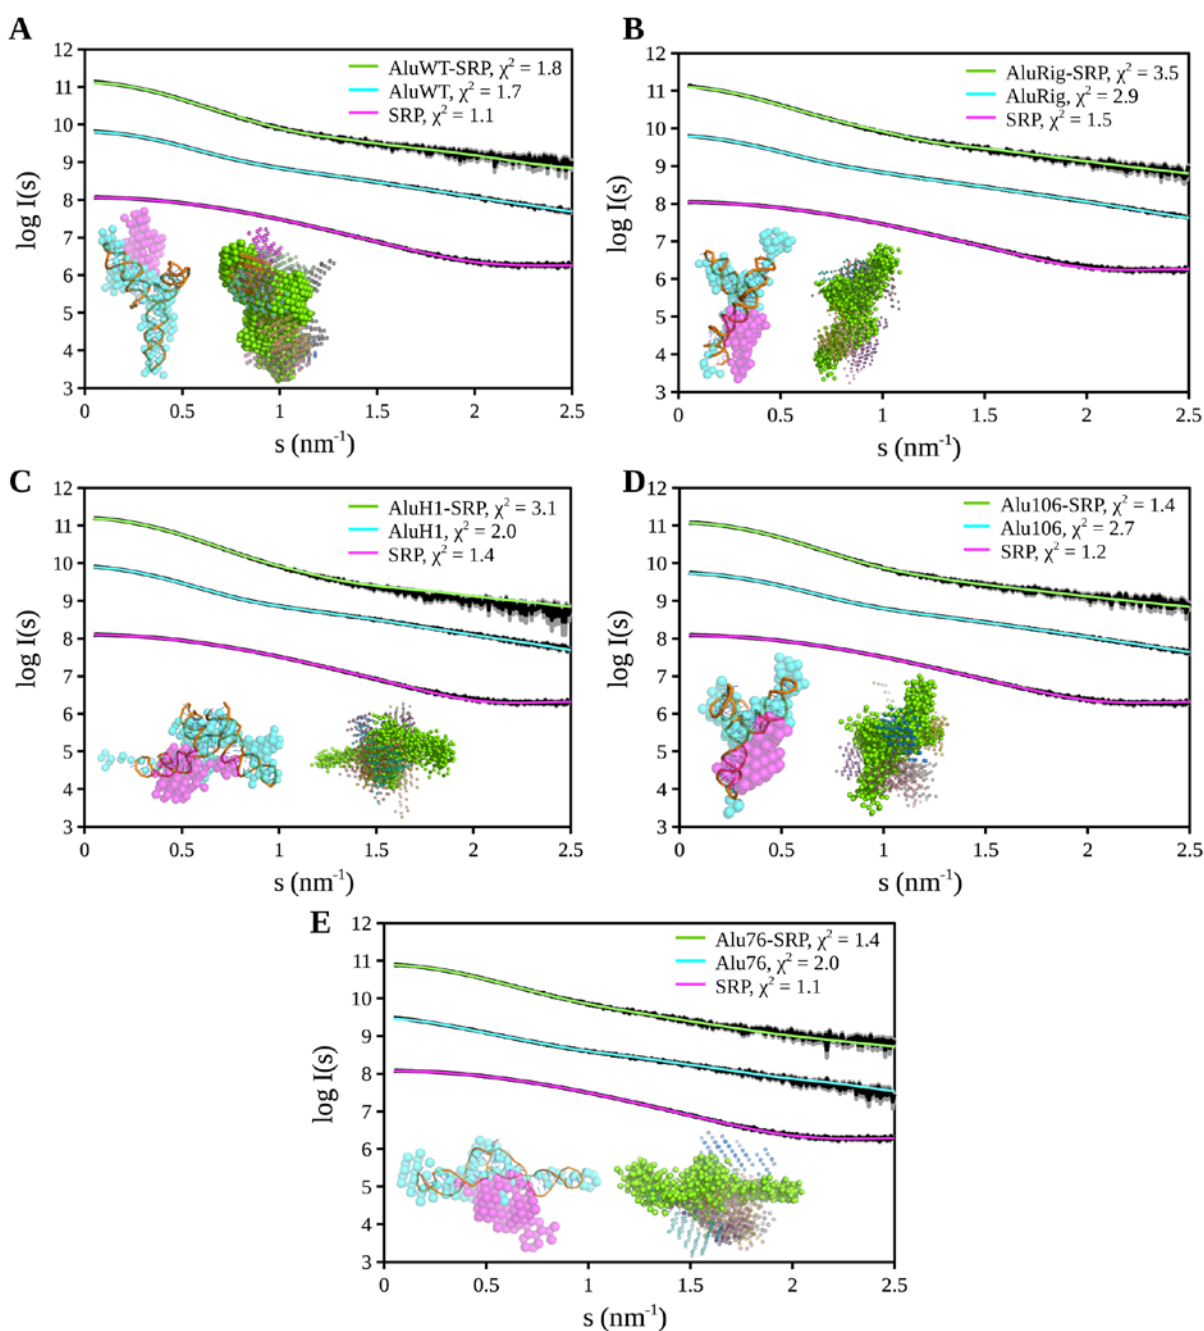 A
AluWT-SRP, χ² = 1.8
AluWT, χ² = 1.7
SRP, χ² = 1.1
log I(s)
12
11
10
9
8
7
6
5
4
3
0
0.5
1
1.5
2
2.5
s (nm⁻¹)
B
AluRig-SRP, χ² = 3.5
AluRig, χ² = 2.9
SRP, χ² = 1.5
log I(s)
12
11
10
9
8
7
6
5
4
3
0
0.5
1
1.5
2
2.5
s (nm⁻¹)
C
AluH1-SRP, χ² = 3.1
AluH1, χ² = 2.0
SRP, χ² = 1.4
log I(s)
12
11
10
9
8
7
6
5
4
3
0
0.5
1
1.5
2
2.5
s (nm⁻¹)
D
Alu106-SRP, χ² = 1.4
Alu106, χ² = 2.7
SRP, χ² = 1.2
log I(s)
12
11
10
9
8
7
6
5
4
3
0
0.5
1
1.5
2
2.5
s (nm⁻¹)
E
Alu76-SRP, χ² = 1.4
Alu76, χ² = 2.0
SRP, χ² = 1.1
log I(s)
12
11
10
9
8
7
6
5
4
3
0
0.5
1
1.5
2
2.5
s (nm⁻¹)